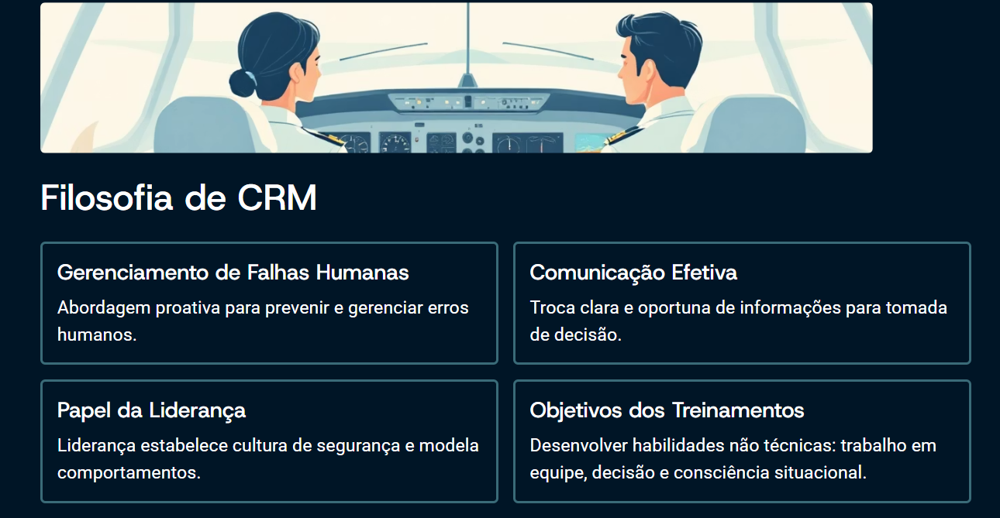 Filosofia de CRM
Gerenciamento de Falhas Humanas
Abordagem proativa para prevenir e gerenciar erros
humanos.
Comunicação Efetiva
Troca clara e oportuna de informações para tomada
de decisão.
Papel da Liderança
Liderança estabelece cultura de segurança e modela
comportamentos.
Objetivos dos Treinamentos
Desenvolver habilidades não técnicas: trabalho em
equipe, decisão e consciência situacional.